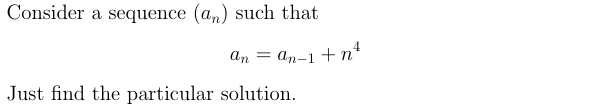 Consider a sequence (aₙ) such that
aₙ = aₙ₋₁ + n⁴
Just find the particular solution.